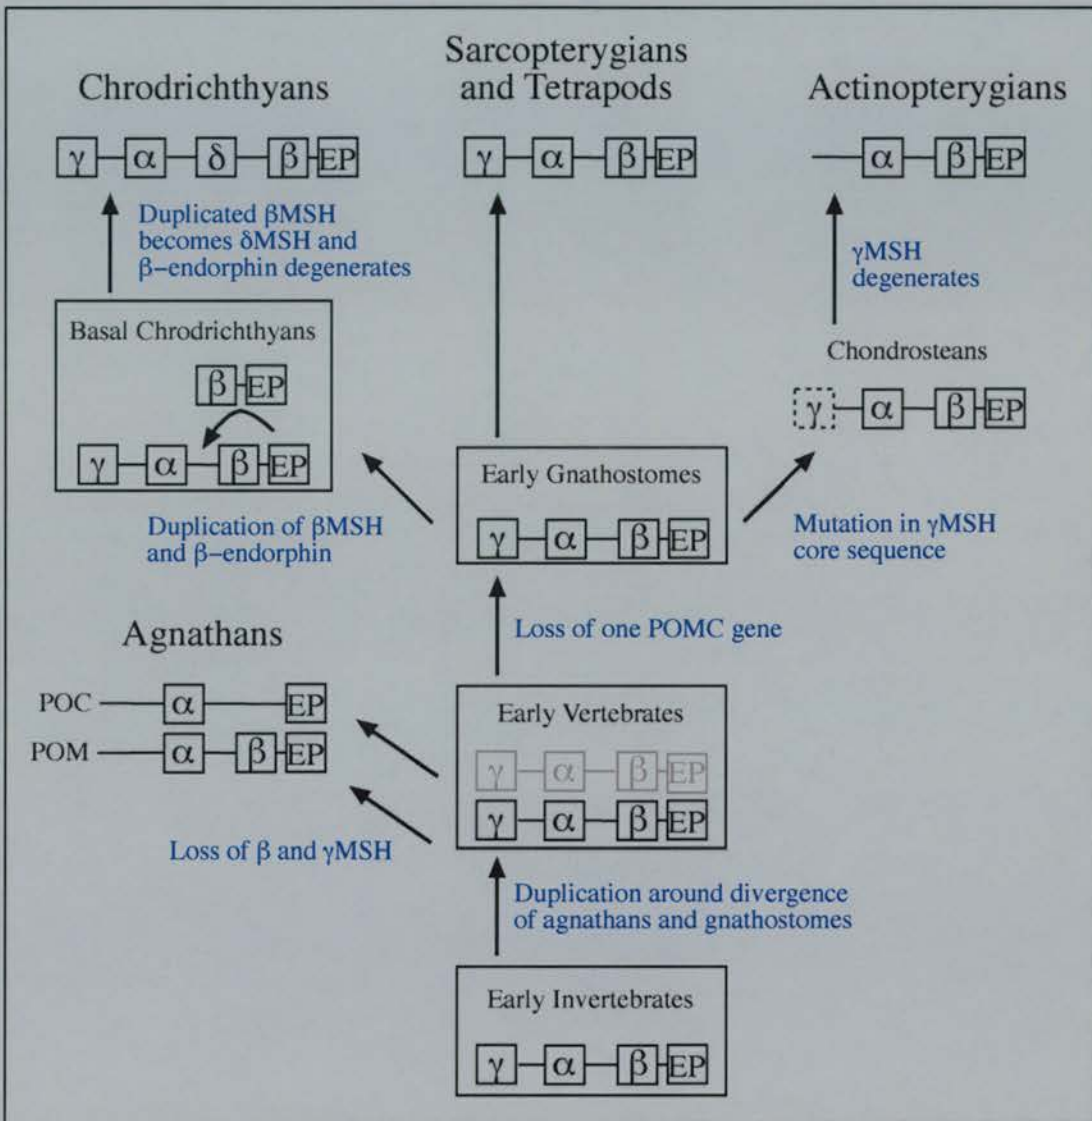 Sarcopterygians
and Tetrapods
Chrodrichthyans
Actinopterygians
γ α δ β EP
γ α β EP
α β EP
Duplicated βMSH
becomes δMSH and
β–endorphin degenerates
γMSH
degenerates
Basal Chrodrichthyans
β EP
γ α β EP
Chondrosteans
γ α β EP
Duplication of βMSH
and β–endorphin
Early Gnathostomes
γ α β EP
Mutation in γMSH
core sequence
Loss of one POMC gene
Agnathans
POC α EP
POM α β EP
Early Vertebrates
γ α β EP
γ α β EP
Loss of β and γMSH
Duplication around divergence
of agnathans and gnathostomes
Early Invertebrates
γ α β EP